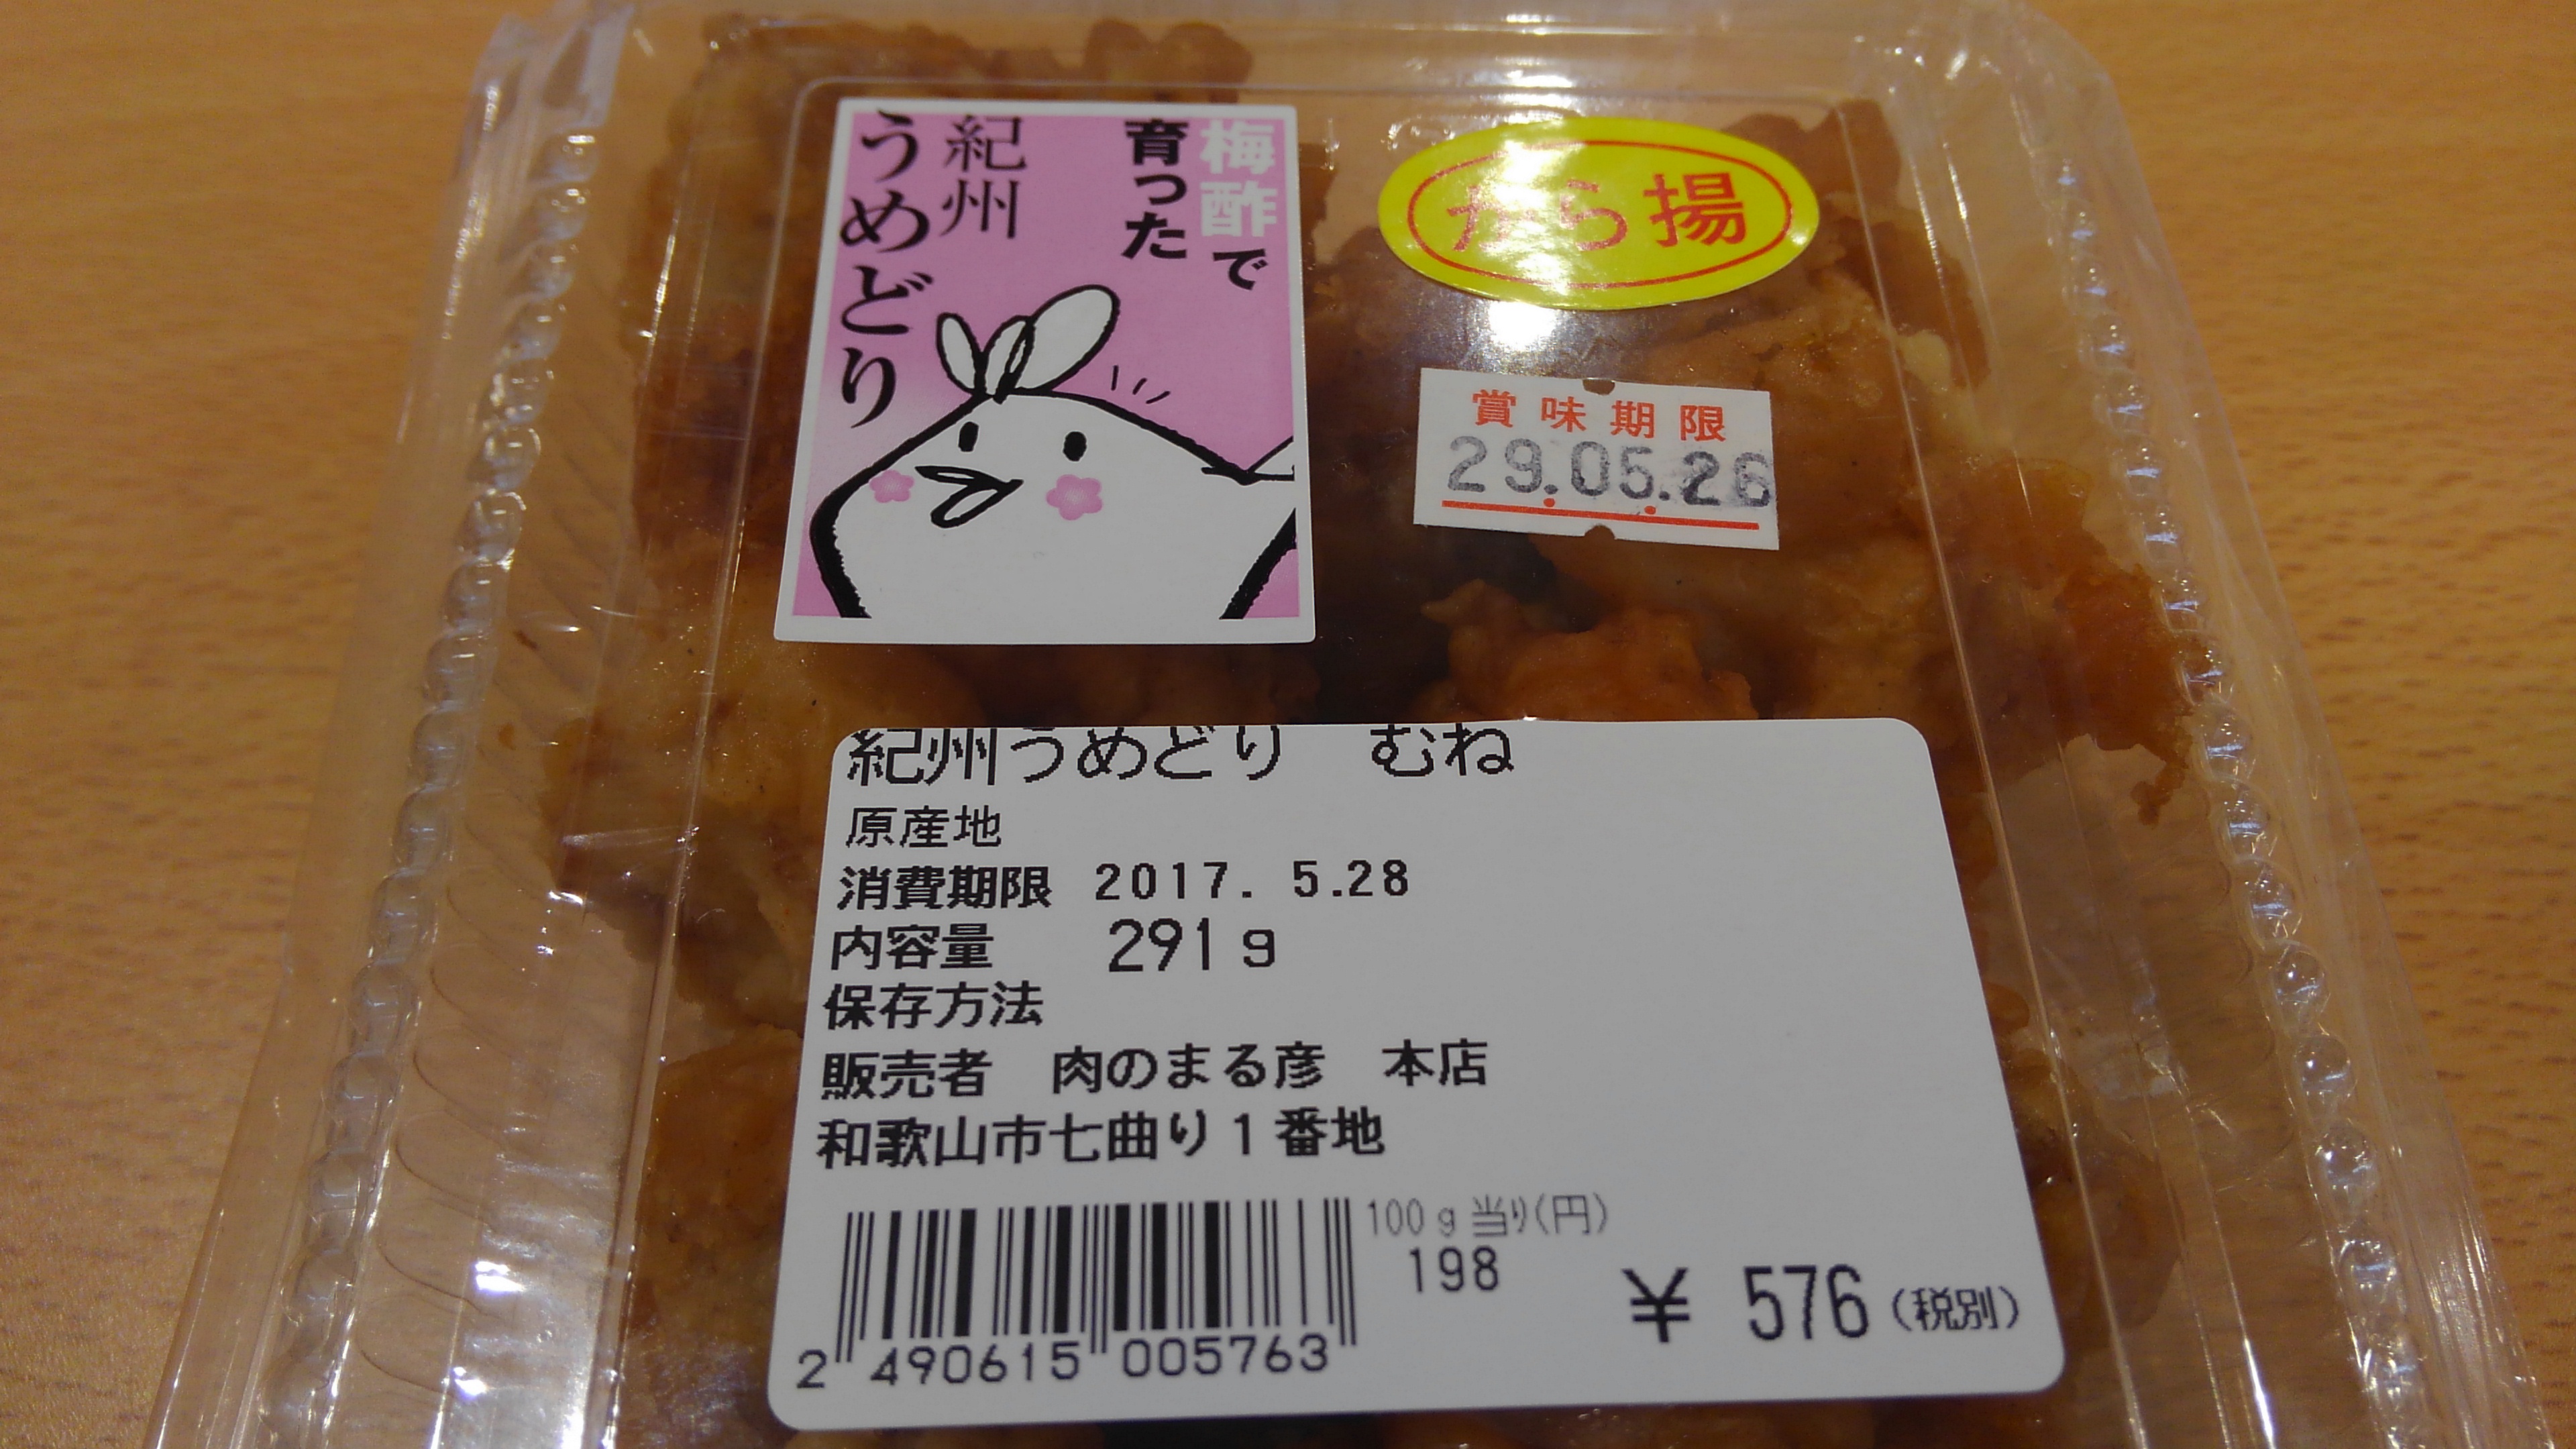 梅酢で
育った
紀州
うめどり
から揚
賞味期限
29.05.26
紀州うめどり　むね
原産地
消費期限 2017. 5.28
内容量 291g
保存方法
販売者 肉のまる彦 本店
和歌山市七曲り1番地
100g当り(円)
198
¥ 576 (税別)
2 490615 005763